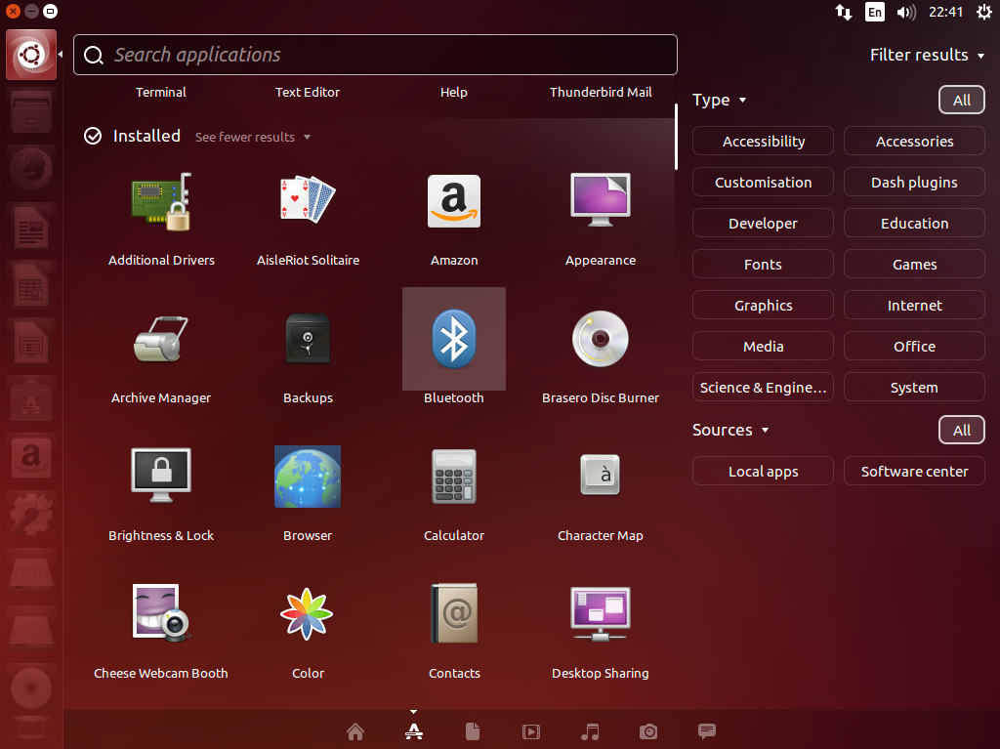 En 22:41
Search applications
Filter results
Terminal Text Editor Help Thunderbird Mail
Type All
Installed See fewer results
Accessibility Accessories
Customisation Dash plugins
Developer Education
Additional Drivers AisleRiot Solitaire Amazon Appearance
Fonts Games
Graphics Internet
Media Office
Archive Manager Backups Bluetooth Brasero Disc Burner
Science & Engine… System
Sources All
Local apps Software center
à
Brightness & Lock Browser Calculator Character Map
Cheese Webcam Booth Color Contacts Desktop Sharing